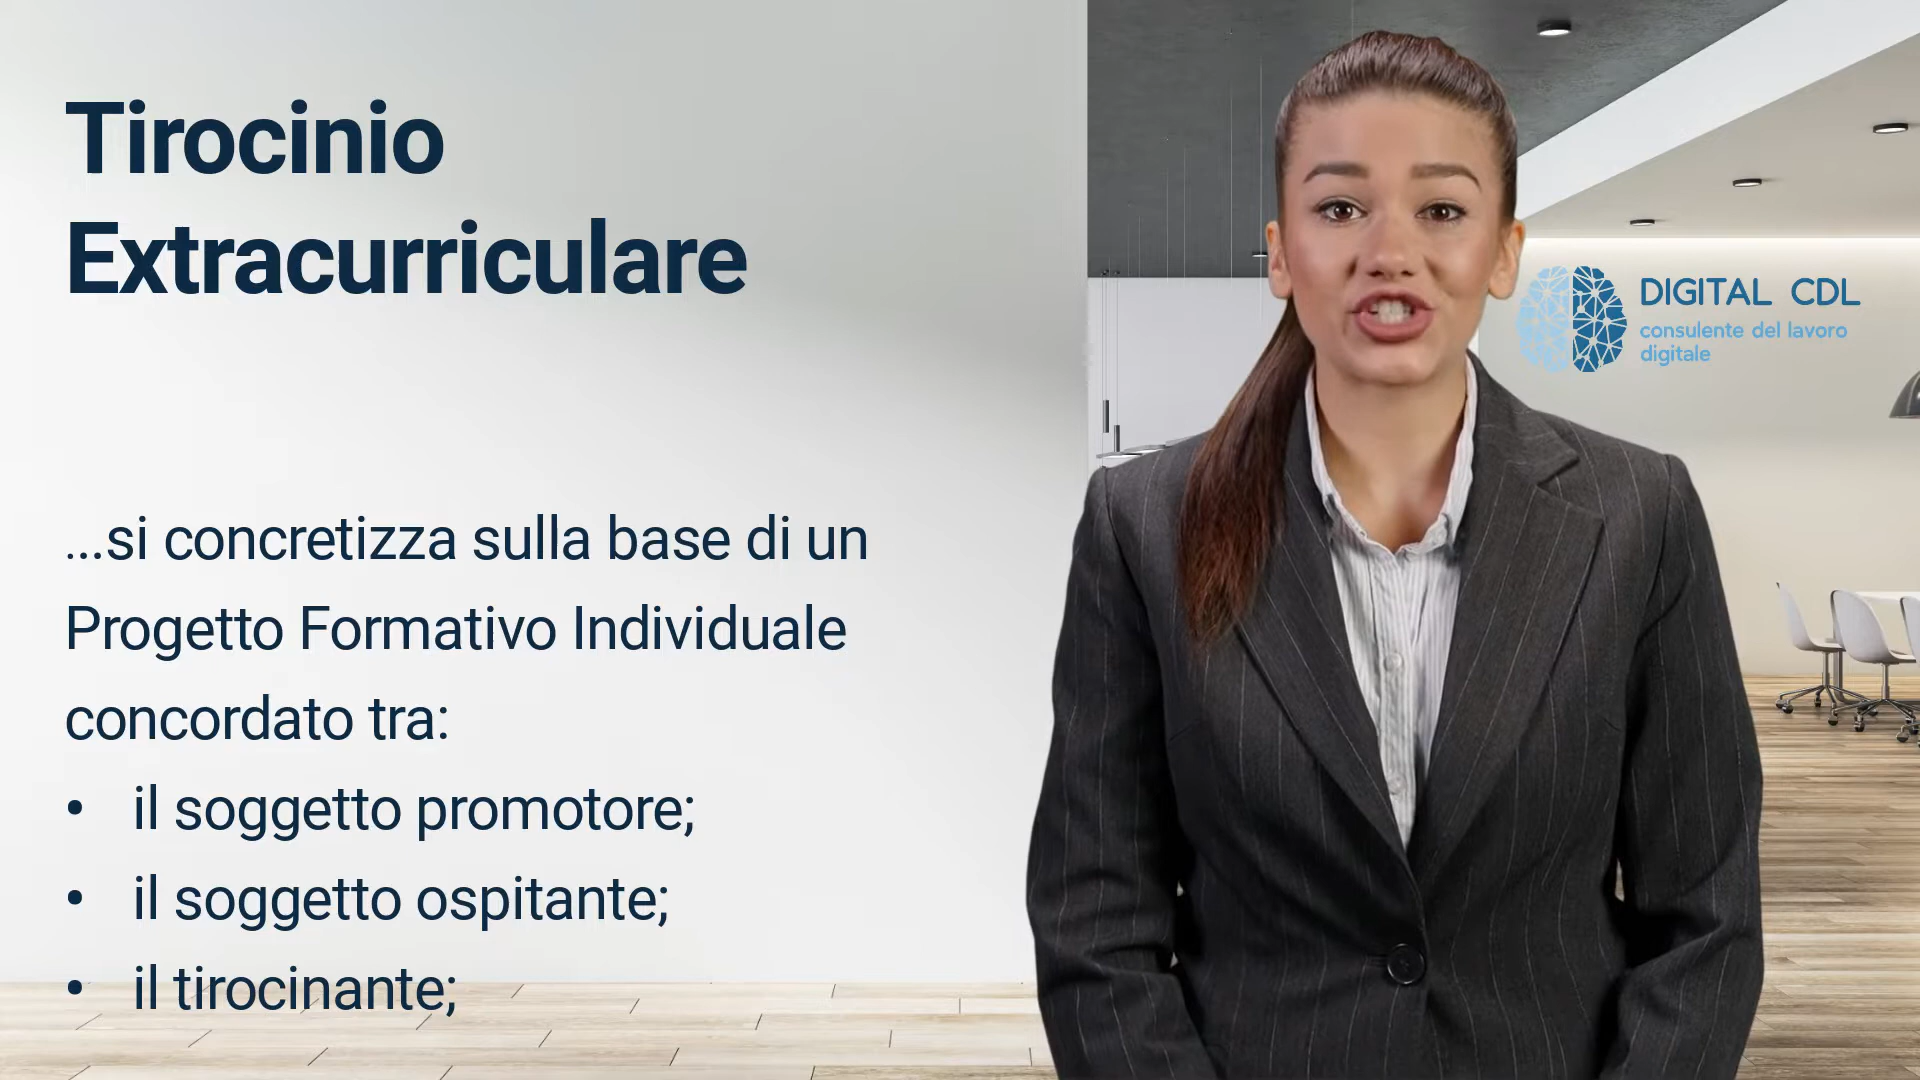 Tirocinio
Extracurriculare
...si concretizza sulla base di un
Progetto Formativo Individuale
concordato tra:
• il soggetto promotore;
• il soggetto ospitante;
• il tirocinante;
DIGITAL CDL
consulente del lavoro
digitale